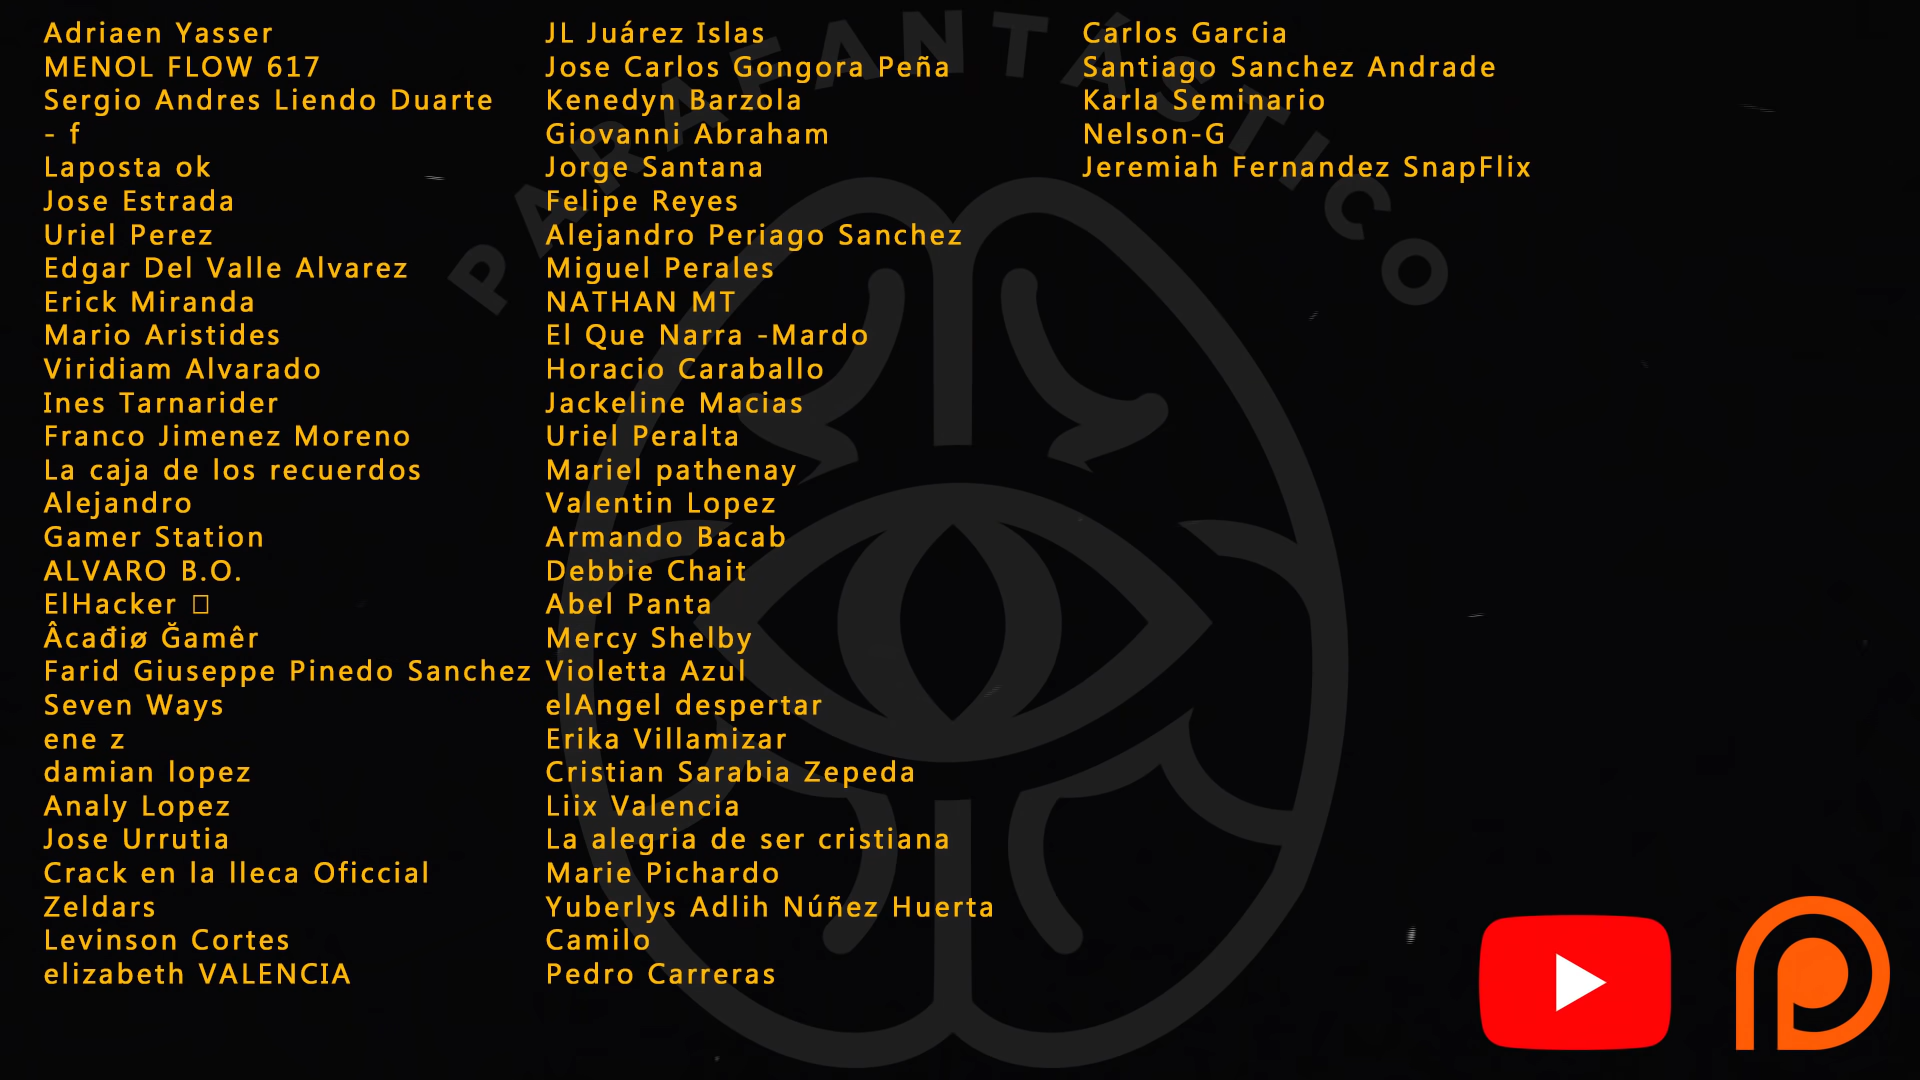 PARAFANTÁSTICO
Adriaen Yasser
MENOL FLOW 617
Sergio Andres Liendo Duarte
- f
Laposta ok
Jose Estrada
Uriel Perez
Edgar Del Valle Alvarez
Erick Miranda
Mario Aristides
Viridiam Alvarado
Ines Tarnarider
Franco Jimenez Moreno
La caja de los recuerdos
Alejandro
Gamer Station
ALVARO B.O.
ElHacker □
Âcađiø Ğamêr
Farid Giuseppe Pinedo Sanchez
Seven Ways
ene z
damian lopez
Analy Lopez
Jose Urrutia
Crack en la lleca Oficcial
Zeldars
Levinson Cortes
elizabeth VALENCIA
JL Juárez Islas
Jose Carlos Gongora Peña
Kenedyn Barzola
Giovanni Abraham
Jorge Santana
Felipe Reyes
Alejandro Periago Sanchez
Miguel Perales
NATHAN MT
El Que Narra -Mardo
Horacio Caraballo
Jackeline Macias
Uriel Peralta
Mariel pathenay
Valentin Lopez
Armando Bacab
Debbie Chait
Abel Panta
Mercy Shelby
Violetta Azul
elAngel despertar
Erika Villamizar
Cristian Sarabia Zepeda
Liix Valencia
La alegria de ser cristiana
Marie Pichardo
Yuberlys Adlih Núñez Huerta
Camilo
Pedro Carreras
Carlos Garcia
Santiago Sanchez Andrade
Karla Seminario
Nelson-G
Jeremiah Fernandez SnapFlix